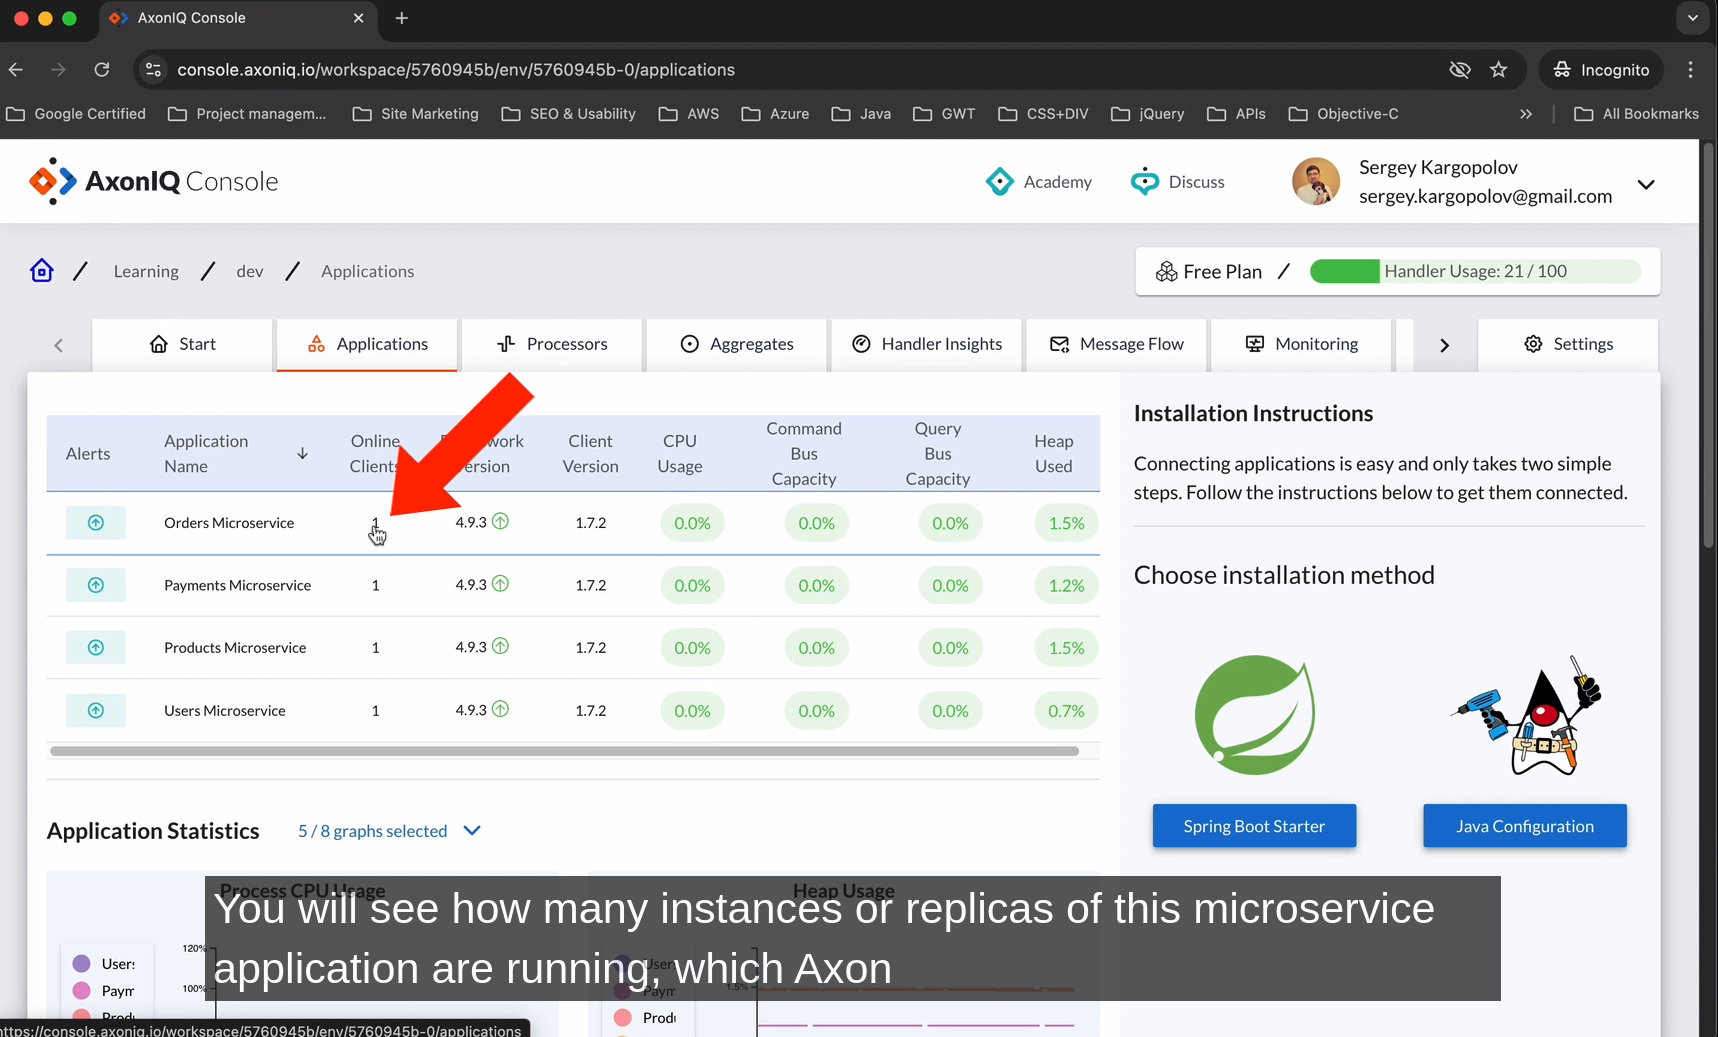 AxonIQ Console
console.axoniq.io/workspace/5760945b/env/5760945b-0/applications
Incognito
Google Certified
Project managem...
Site Marketing
SEO & Usability
AWS
Azure
Java
GWT
CSS+DIV
jQuery
APIs
Objective-C
All Bookmarks
AxonIQ Console
Academy
Discuss
Sergey Kargopolov
sergey.kargopolov@gmail.com
/ Learning / dev / Applications
Free Plan / Handler Usage: 21 / 100
Start
Applications
Processors
Aggregates
Handler Insights
Message Flow
Monitoring
Settings
Alerts
Application Name
Online Clients
Client Version
CPU Usage
Command Bus Capacity
Query Bus Capacity
Heap Used
Orders Microservice 1 4.9.3 1.7.2 0.0% 0.0% 0.0% 1.5%
Payments Microservice 1 4.9.3 1.7.2 0.0% 0.0% 0.0% 1.2%
Products Microservice 1 4.9.3 1.7.2 0.0% 0.0% 0.0% 1.5%
Users Microservice 1 4.9.3 1.7.2 0.0% 0.0% 0.0% 0.7%
Installation Instructions
Connecting applications is easy and only takes two simple
steps. Follow the instructions below to get them connected.
Choose installation method
Spring Boot Starter
Java Configuration
Application Statistics
5 / 8 graphs selected
Process CPU Usage
Heap Usage
You will see how many instances or replicas of this microservice
application are running, which Axon
120%
100%
1.5%
Users
Paym
Prod
User
Paym
Produ
https://console.axoniq.io/workspace/5760945b/env/5760945b-0/applications